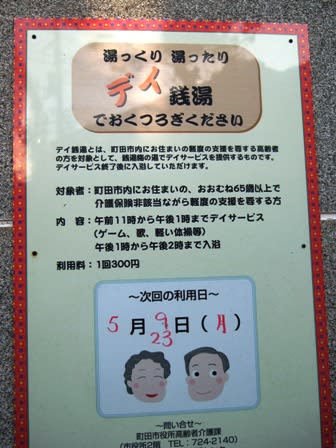 湯っくり 湯ったり
デイ銭湯
でおくつろぎください
デイ銭湯とは、町田市内にお住まいの軽度の支援を要する高齢者
の方を対象として、銭湯鶴の湯でデイサービスを提供するものです。
デイサービス終了後に入浴していただけます。
対象者：町田市内にお住まいの、おおむね65歳以上で
介護保険非該当ながら軽度の支援を要する方
内 容：午前11時から午後1時までデイサービス
（ゲーム、歌、軽い体操等）
午後1時から午後2時まで入浴
利用料：1回300円
～次回の利用日～
5月9日（月）
23
～問い合せ～
町田市役所高齢者介護課
（市役所2階 TEL：724-2140）